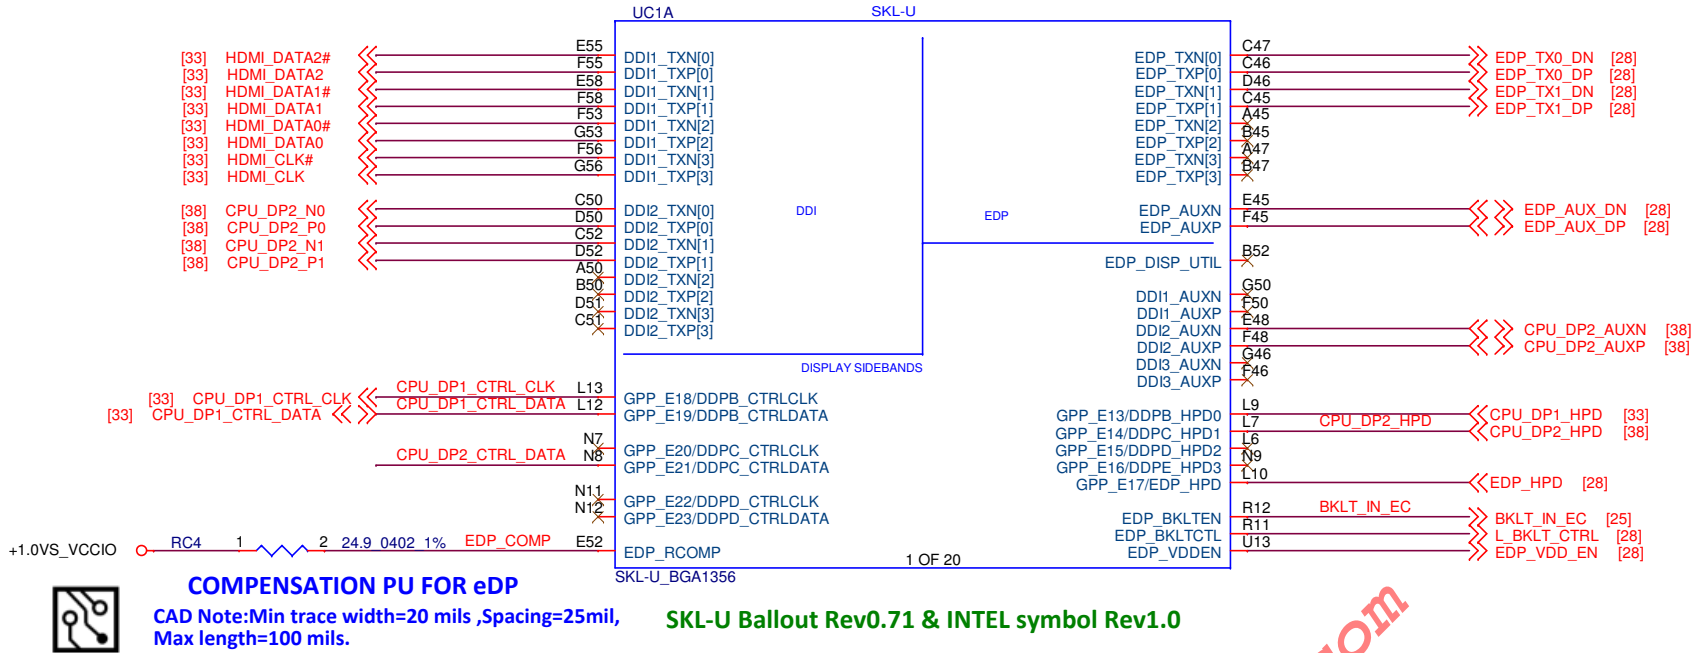 UC1A SKL-U
[33] HDMI_DATA2# E55 DDI1_TXN[0] EDP_TXN[0] C47 EDP_TX0_DN [28]
[33] HDMI_DATA2 F55 DDI1_TXP[0] EDP_TXP[0] C46 EDP_TX0_DP [28]
[33] HDMI_DATA1# E58 DDI1_TXN[1] EDP_TXN[1] D46 EDP_TX1_DN [28]
[33] HDMI_DATA1 F58 DDI1_TXP[1] EDP_TXP[1] C45 EDP_TX1_DP [28]
[33] HDMI_DATA0# F53 DDI1_TXN[2] EDP_TXN[2] A45
[33] HDMI_DATA0 G53 DDI1_TXP[2] EDP_TXP[2] B45
[33] HDMI_CLK# F56 DDI1_TXN[3] EDP_TXN[3] A47
[33] HDMI_CLK G56 DDI1_TXP[3] EDP_TXP[3] B47
[38] CPU_DP2_N0 C50 DDI2_TXN[0] DDI EDP EDP_AUXN E45 EDP_AUX_DN [28]
[38] CPU_DP2_P0 D50 DDI2_TXP[0] EDP_AUXP F45 EDP_AUX_DP [28]
[38] CPU_DP2_N1 C52 DDI2_TXN[1]
[38] CPU_DP2_P1 D52 DDI2_TXP[1] EDP_DISP_UTIL B52
A50 DDI2_TXN[2]
B50 DDI2_TXP[2] DDI1_AUXN G50
D51 DDI2_TXN[3] DDI1_AUXP F50
C51 DDI2_TXP[3] DDI2_AUXN E48 CPU_DP2_AUXN [38]
DDI2_AUXP F48 CPU_DP2_AUXP [38]
DISPLAY SIDEBANDS DDI3_AUXN G46
DDI3_AUXP F46
[33] CPU_DP1_CTRL_CLK CPU_DP1_CTRL_CLK L13 GPP_E18/DDPB_CTRLCLK
[33] CPU_DP1_CTRL_DATA CPU_DP1_CTRL_DATA L12 GPP_E19/DDPB_CTRLDATA GPP_E13/DDPB_HPD0 L9 CPU_DP1_HPD [33]
GPP_E14/DDPC_HPD1 L7 CPU_DP2_HPD CPU_DP2_HPD [38]
N7 GPP_E20/DDPC_CTRLCLK GPP_E15/DDPD_HPD2 L6
CPU_DP2_CTRL_DATA N8 GPP_E21/DDPC_CTRLDATA GPP_E16/DDPE_HPD3 N9
GPP_E17/EDP_HPD L10 EDP_HPD [28]
N11 GPP_E22/DDPD_CTRLCLK
N12 GPP_E23/DDPD_CTRLDATA EDP_BKLTEN R12 BKLT_IN_EC BKLT_IN_EC [25]
EDP_BKLTCTL R11 L_BKLT_CTRL [28]
+1.0VS_VCCIO RC4 1 2 24.9_0402_1% EDP_COMP E52 EDP_RCOMP EDP_VDDEN U13 EDP_VDD_EN [28]
1 OF 20
SKL-U_BGA1356
COMPENSATION PU FOR eDP
CAD Note:Min trace width=20 mils ,Spacing=25mil,
Max length=100 mils.
SKL-U Ballout Rev0.71 & INTEL symbol Rev1.0
om